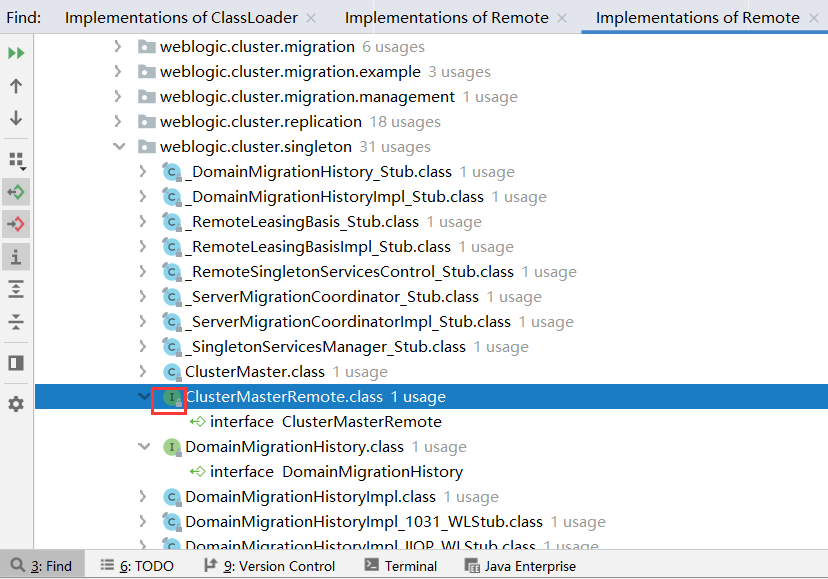 Find: Implementations of ClassLoader Implementations of Remote Implementations of Remote
weblogic.cluster.migration 6 usages
weblogic.cluster.migration.example 3 usages
weblogic.cluster.migration.management 1 usage
weblogic.cluster.replication 18 usages
weblogic.cluster.singleton 31 usages
C _DomainMigrationHistory_Stub.class 1 usage
C _DomainMigrationHistoryImpl_Stub.class 1 usage
C _RemoteLeasingBasis_Stub.class 1 usage
C _RemoteLeasingBasisImpl_Stub.class 1 usage
C _RemoteSingletonServicesControl_Stub.class 1 usage
C _ServerMigrationCoordinator_Stub.class 1 usage
C _ServerMigrationCoordinatorImpl_Stub.class 1 usage
C _SingletonServicesManager_Stub.class 1 usage
C ClusterMaster.class 1 usage
I ClusterMasterRemote.class 1 usage
interface ClusterMasterRemote
I DomainMigrationHistory.class 1 usage
interface DomainMigrationHistory
C DomainMigrationHistoryImpl.class 1 usage
C DomainMigrationHistoryImpl_1031_WLStub.class 1 usage
C DomainMigrationHistoryImpl_IIOP_WLStub.class 1 usage
3: Find 6: TODO 9: Version Control Terminal Java Enterprise